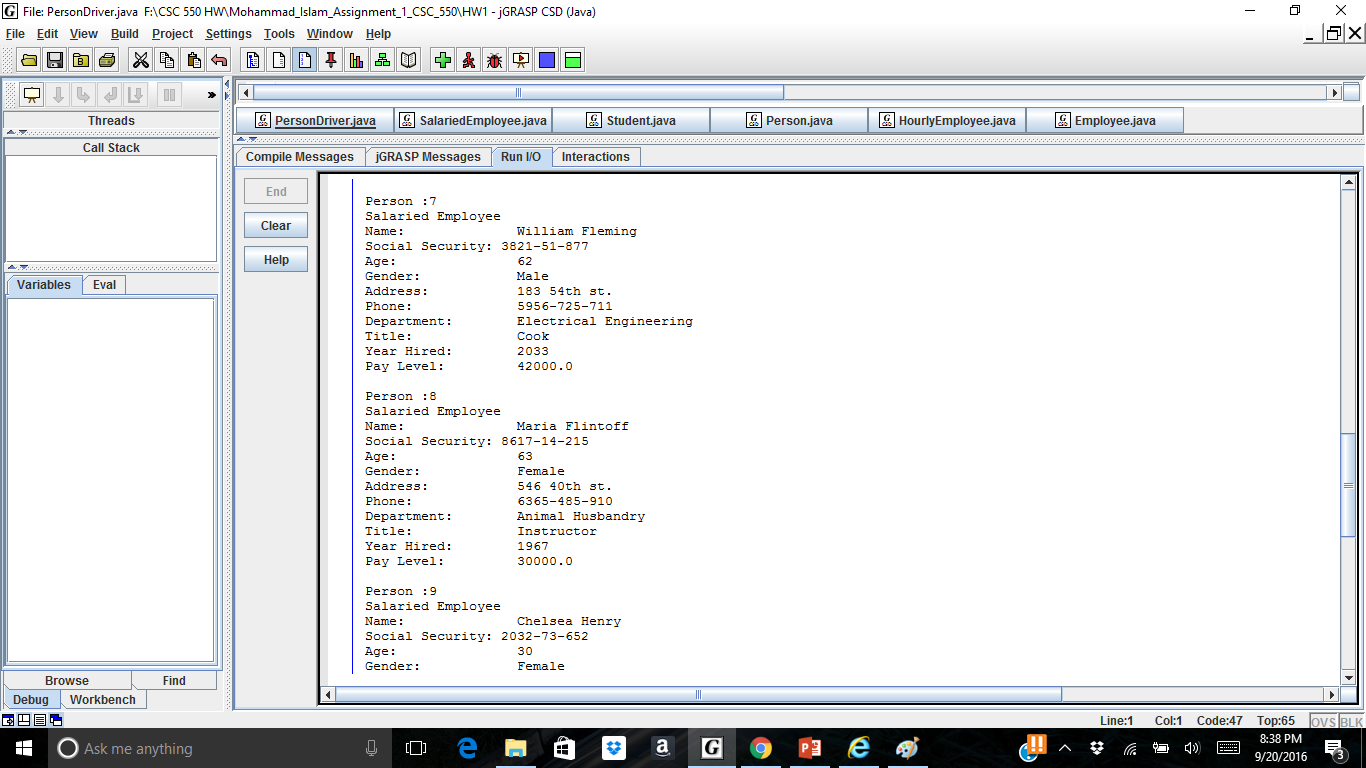 File: PersonDriver.java  F:\CSC 550 HW\Mohammad_Islam_Assignment_1_CSC_550\HW1 - jGRASP CSD (Java)
File Edit View Build Project Settings Tools Window Help
»
Threads
Call Stack
Variables Eval
Browse Find
Debug Workbench
PersonDriver.java SalariedEmployee.java Student.java Person.java HourlyEmployee.java Employee.java
Compile Messages jGRASP Messages Run I/O Interactions
End
Clear
Help
Person :7
Salaried Employee
Name: William Fleming
Social Security: 3821-51-877
Age: 62
Gender: Male
Address: 183 54th st.
Phone: 5956-725-711
Department: Electrical Engineering
Title: Cook
Year Hired: 2033
Pay Level: 42000.0
Person :8
Salaried Employee
Name: Maria Flintoff
Social Security: 8617-14-215
Age: 63
Gender: Female
Address: 546 40th st.
Phone: 6365-485-910
Department: Animal Husbandry
Title: Instructor
Year Hired: 1967
Pay Level: 30000.0
Person :9
Salaried Employee
Name: Chelsea Henry
Social Security: 2032-73-652
Age: 30
Gender: Female
Line:1 Col:1 Code:47 Top:65 OVS BLK
Ask me anything
8:38 PM
9/20/2016
3